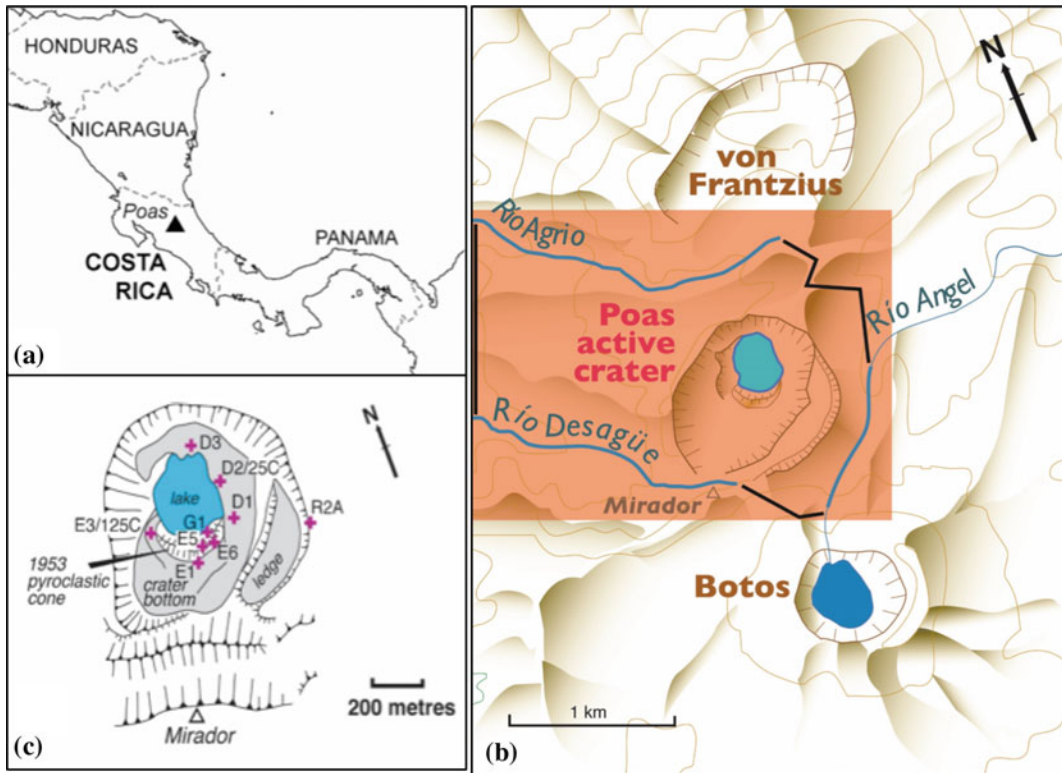 HONDURAS
NICARAGUA
Poas
COSTA
RICA
PANAMA
(a)
N
von
Frantzius
Río Agrio
Río Angel
Poas
active
crater
Río Desagüe
Mirador
Botos
1 km
(b)
N
D3
D2/25C
lake
D1
R2A
E3/125C
G1
E5
E6
E1
1953
pyroclastic
cone
crater
bottom
ledge
200 metres
Mirador
(c)